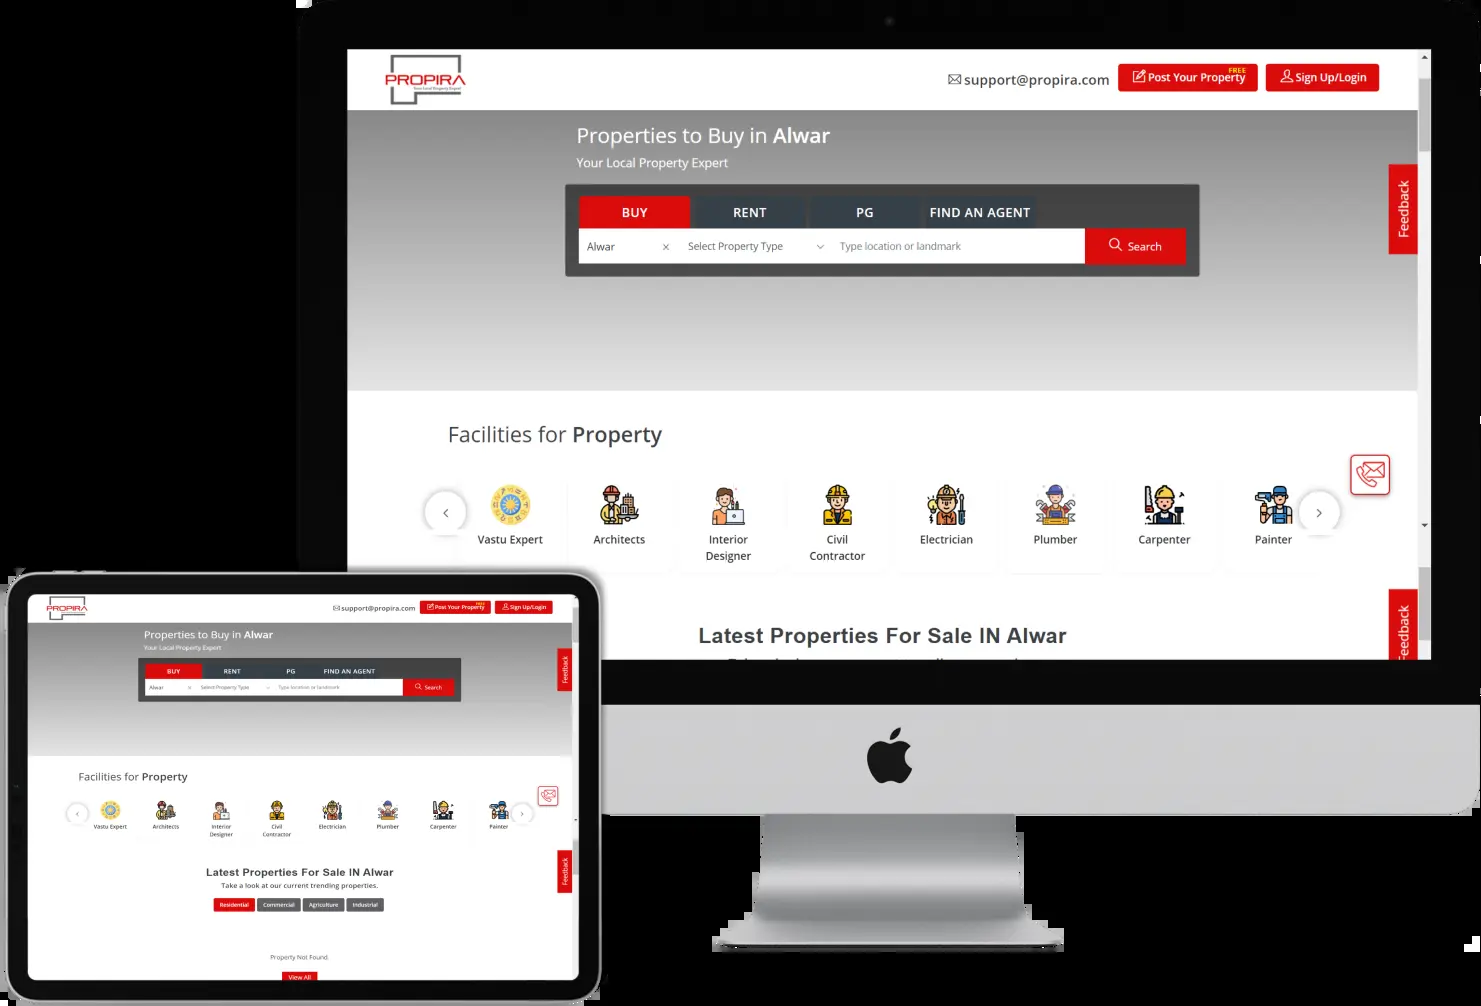 PROPIRA
Your Local Property Expert
support@propira.com
FREE
Post Your Property
Sign Up/Login
Properties to Buy in Alwar
Your Local Property Expert
BUY RENT PG FIND AN AGENT
Alwar × Select Property Type Type location or landmark Search
Feedback
Facilities for Property
Vastu Expert
Architects
Interior
Designer
Civil
Contractor
Electrician
Plumber
Carpenter
Painter
Latest Properties For Sale IN Alwar
Feedback
PROPIRA
support@propira.com
FREE
Post Your Property
Sign Up/Login
Properties to Buy in Alwar
Your Local Property Expert
BUY RENT PG FIND AN AGENT
Alwar × Select Property Type Type location or landmark Search
Feedback
Facilities for Property
Vastu Expert
Architects
Interior
Designer
Civil
Contractor
Electrician
Plumber
Carpenter
Painter
Latest Properties For Sale IN Alwar
Take a look at our current trending properties.
Residential Commercial Agriculture Industrial
Feedback
Property Not Found.
View All